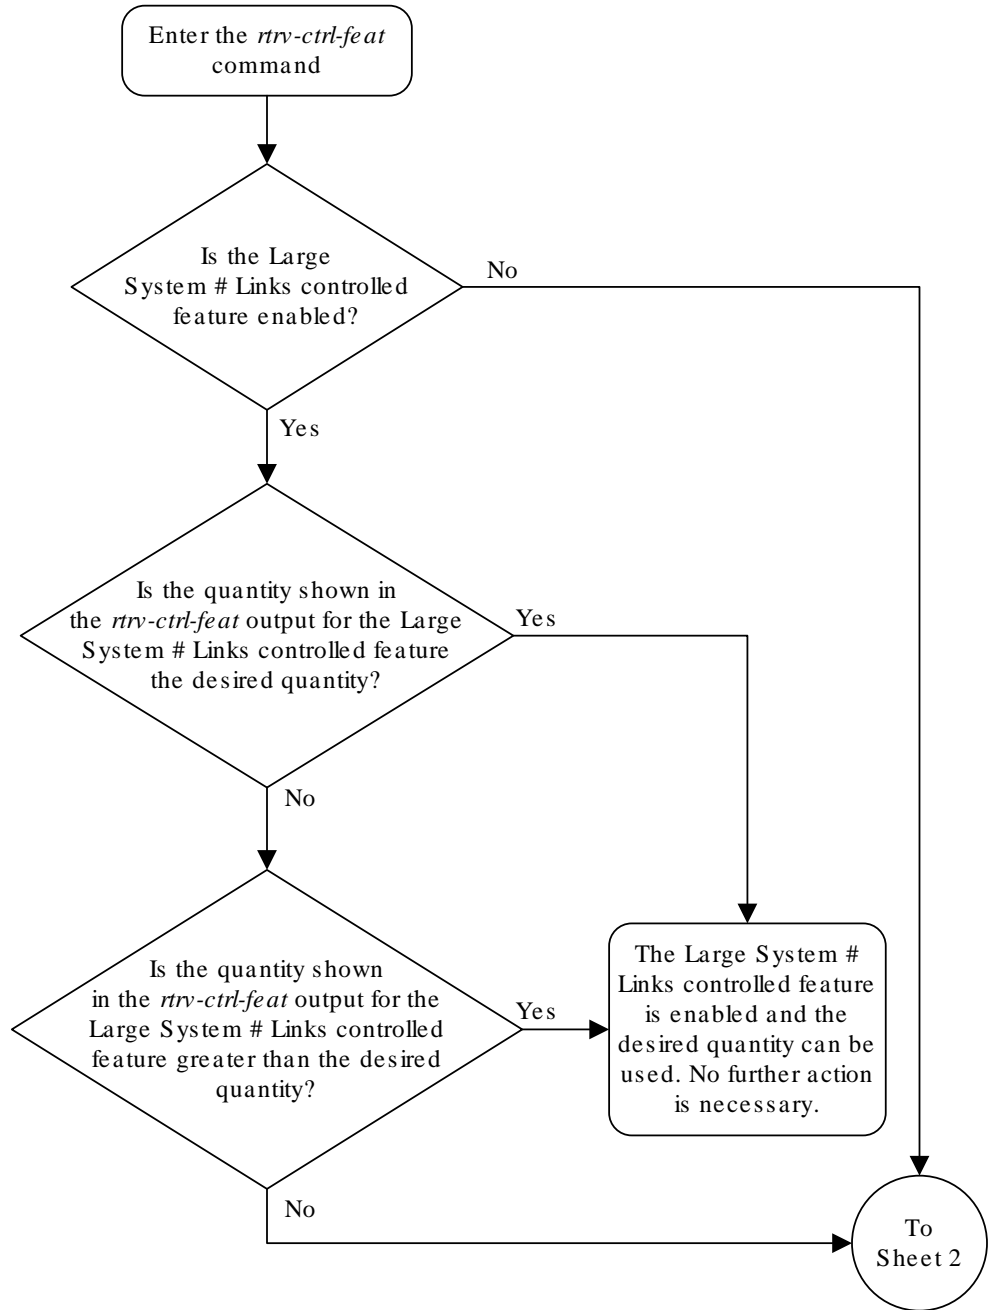 Enter the rtrv-ctrl-feat
command
Is the Large
System # Links controlled
feature enabled?
No
Yes
Is the quantity shown in
the rtrv-ctrl-feat output for the Large
System # Links controlled feature
the desired quantity?
Yes
No
Is the quantity shown
in the rtrv-ctrl-feat output for the
Large System # Links controlled
feature greater than the desired
quantity?
Yes
The Large System #
Links controlled feature
is enabled and the
desired quantity can be
used. No further action
is necessary.
No
To
Sheet 2